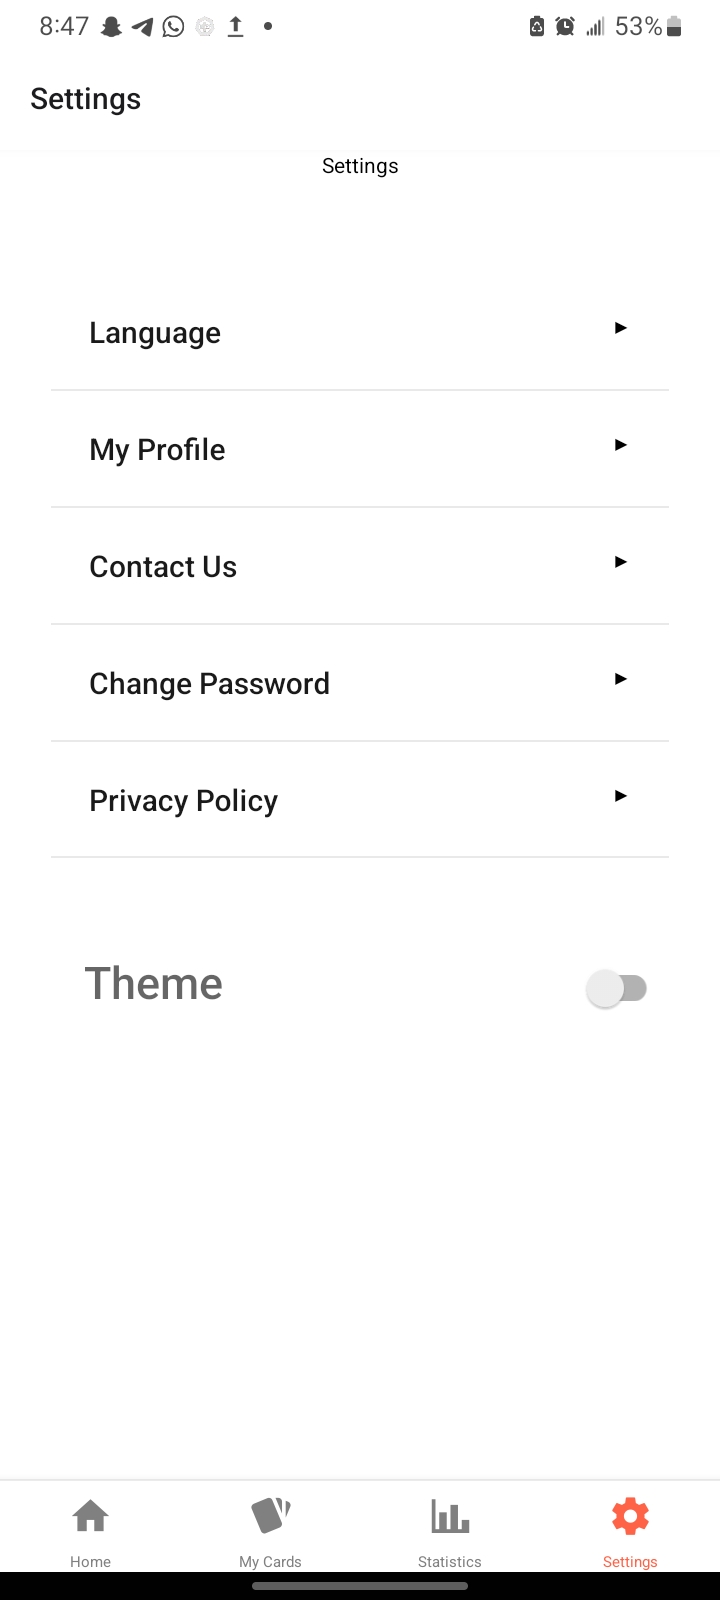 8:47 53%
Settings
Settings
Language
My Profile
Contact Us
Change Password
Privacy Policy
Theme
Home My Cards Statistics Settings